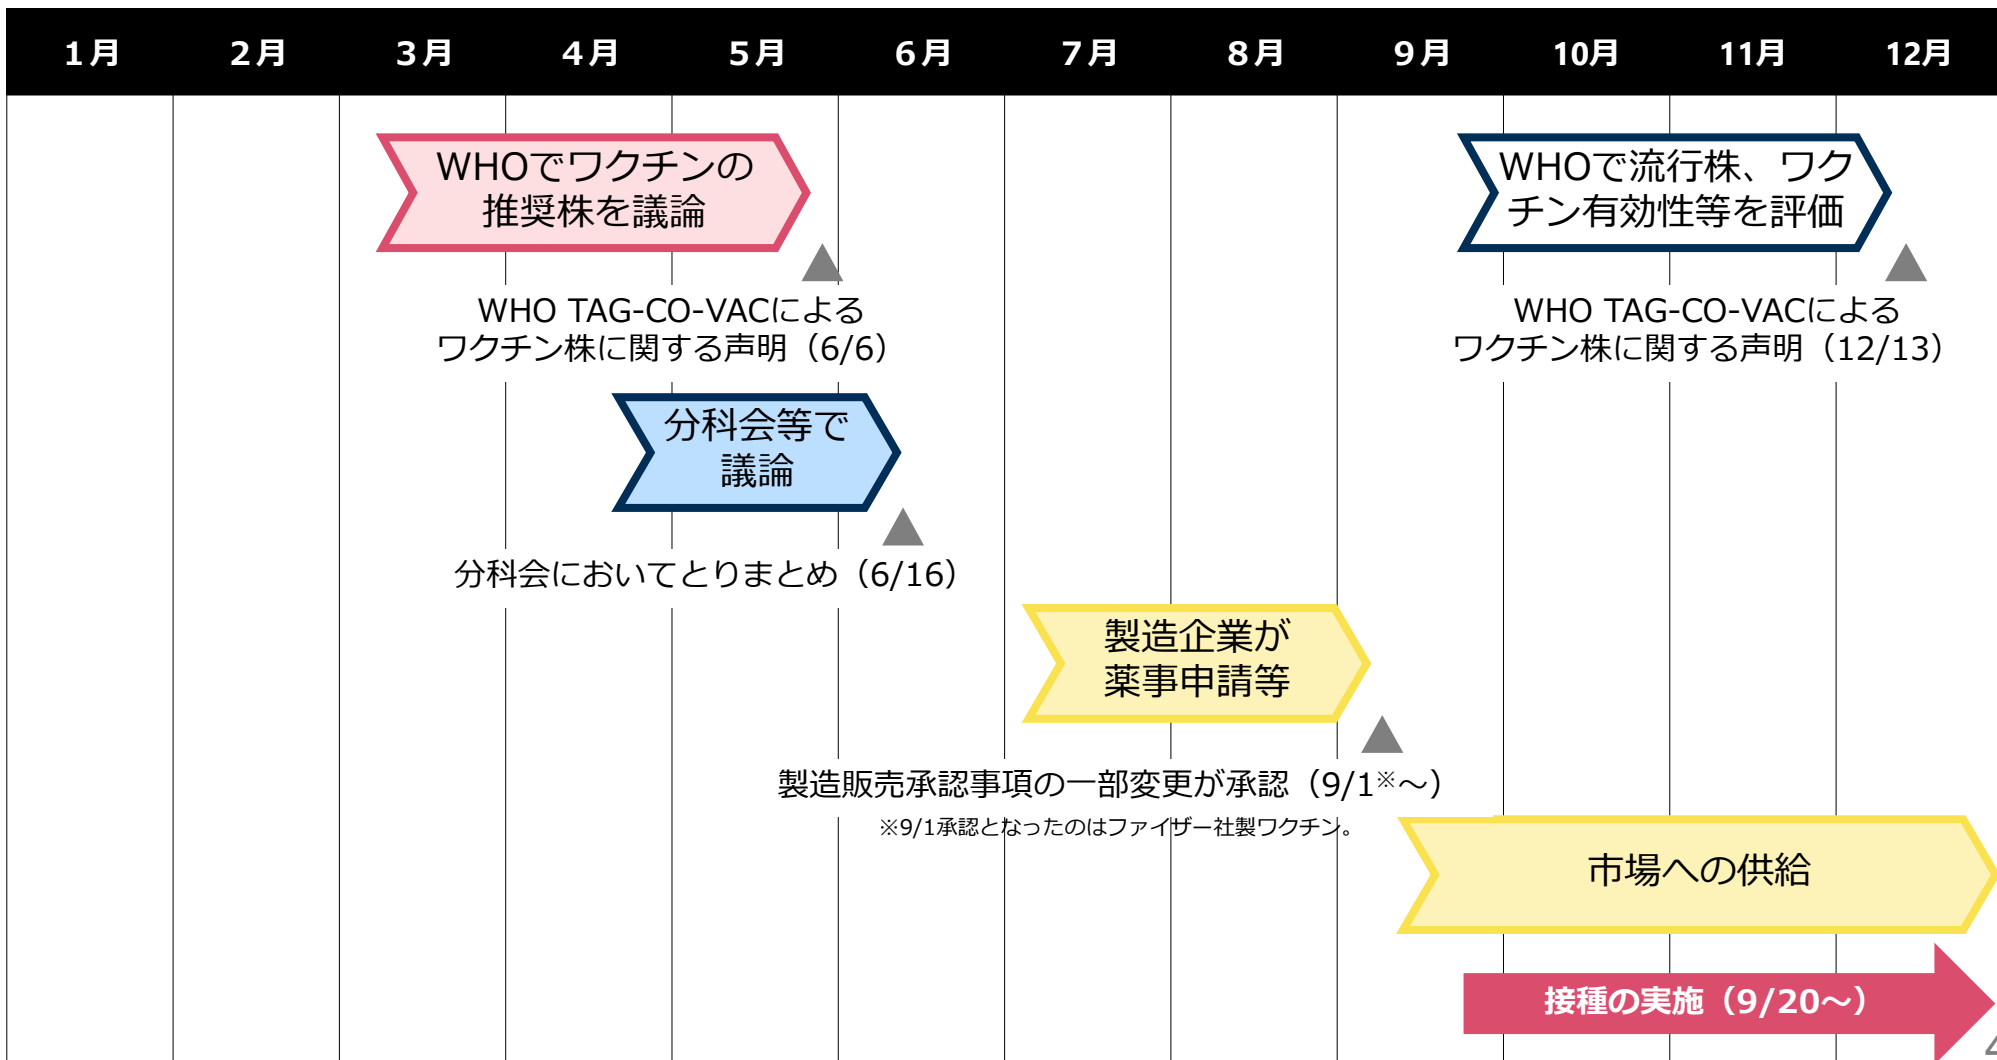 1月 2月 3月 4月 5月 6月 7月 8月 9月 10月 11月 12月
WHOでワクチンの
推奨株を議論
WHOで流行株、ワク
チン有効性等を評価
WHO TAG-CO-VACによる
ワクチン株に関する声明（6/6）
WHO TAG-CO-VACによる
ワクチン株に関する声明（12/13）
分科会等で
議論
分科会においてとりまとめ（6/16）
製造企業が
薬事申請等
製造販売承認事項の一部変更が承認（9/1※～）
※9/1承認となったのはファイザー社製ワクチン。
市場への供給
接種の実施（9/20～）